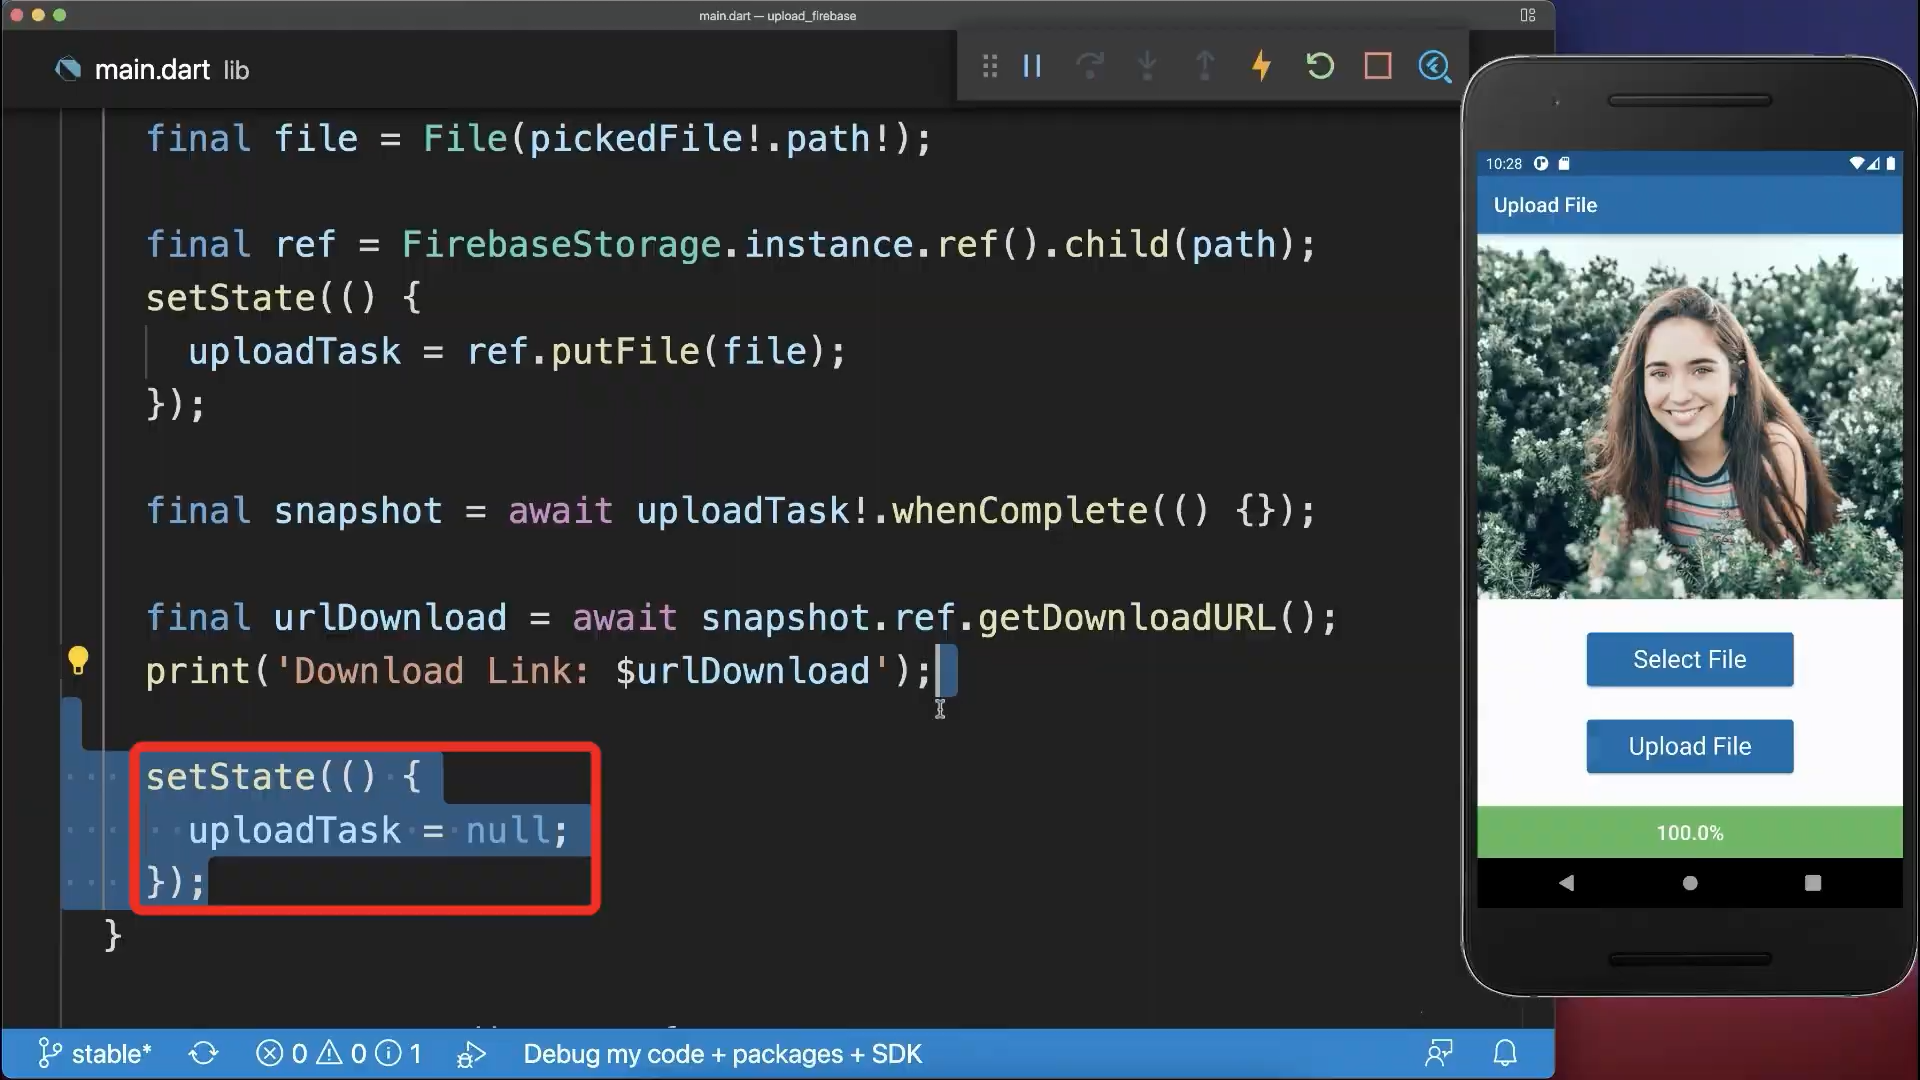 main.dart — upload_firebase
main.dart lib
final file = File(pickedFile!.path!);
final ref = FirebaseStorage.instance.ref().child(path);
setState(() {
uploadTask = ref.putFile(file);
});
final snapshot = await uploadTask!.whenComplete(() {});
final urlDownload = await snapshot.ref.getDownloadURL();
print('Download Link: $urlDownload');
setState(() {
uploadTask = null;
});
}
stable* 0 0 1 Debug my code + packages + SDK
10:28
Upload File
Select File
Upload File
100.0%